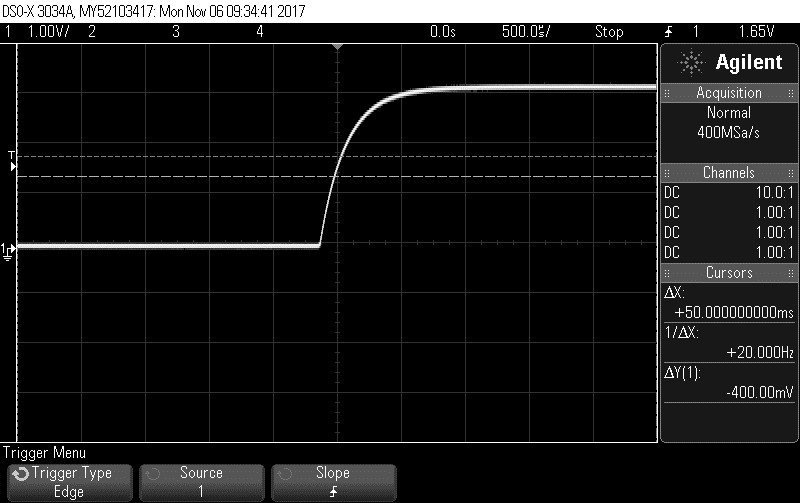 DSO-X 3034A, MY52103417: Mon Nov 06 09:34:41 2017
1 1.00V/ 2 3 4 0.0s 500.0µs/ Stop 1 1.65V
Agilent
Acquisition
Normal
400MSa/s
Channels
DC 10.0:1
DC 1.00:1
DC 1.00:1
DC 1.00:1
Cursors
ΔX:
+50.000000000ms
1/ΔX:
+20.000Hz
ΔY(1):
-400.00mV
T
1
Trigger Menu
Trigger Type
Edge
Source
1
Slope